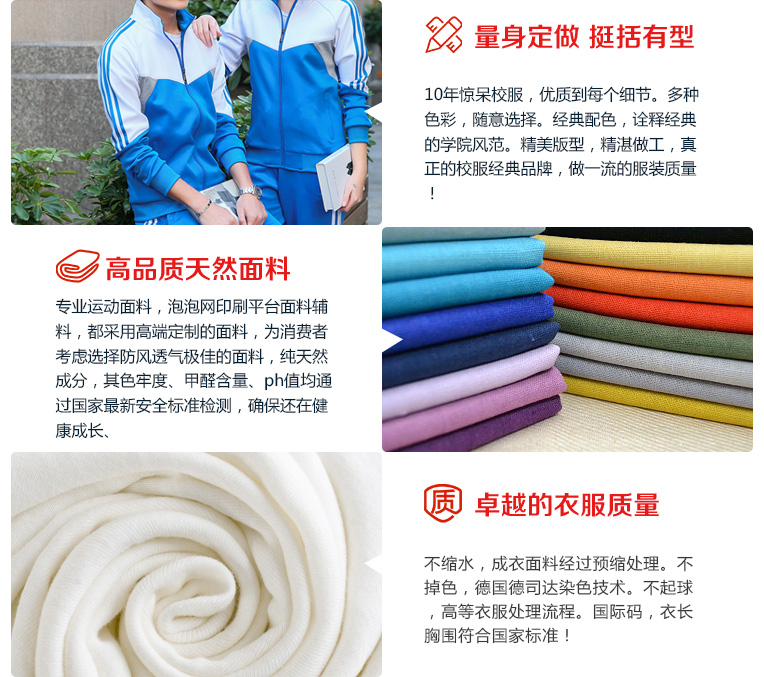 量身定做 挺括有型
10年惊呆校服，优质到每个细节。多种
色彩，随意选择。经典配色，诠释经典
的学院风范。精美版型，精湛做工，真
正的校服经典品牌，做一流的服装质量
！
高品质天然面料
专业运动面料，泡泡网印刷平台面料辅
料，都采用高端定制的面料，为消费者
考虑选择防风透气极佳的面料，纯天然
成分，其色牢度、甲醛含量、ph值均通
过国家最新安全标准检测，确保还在健
康成长、
质 卓越的衣服质量
不缩水，成衣面料经过预缩处理。不
掉色，德国德司达染色技术。不起球
，高等衣服处理流程。国际码，衣长
胸围符合国家标准！